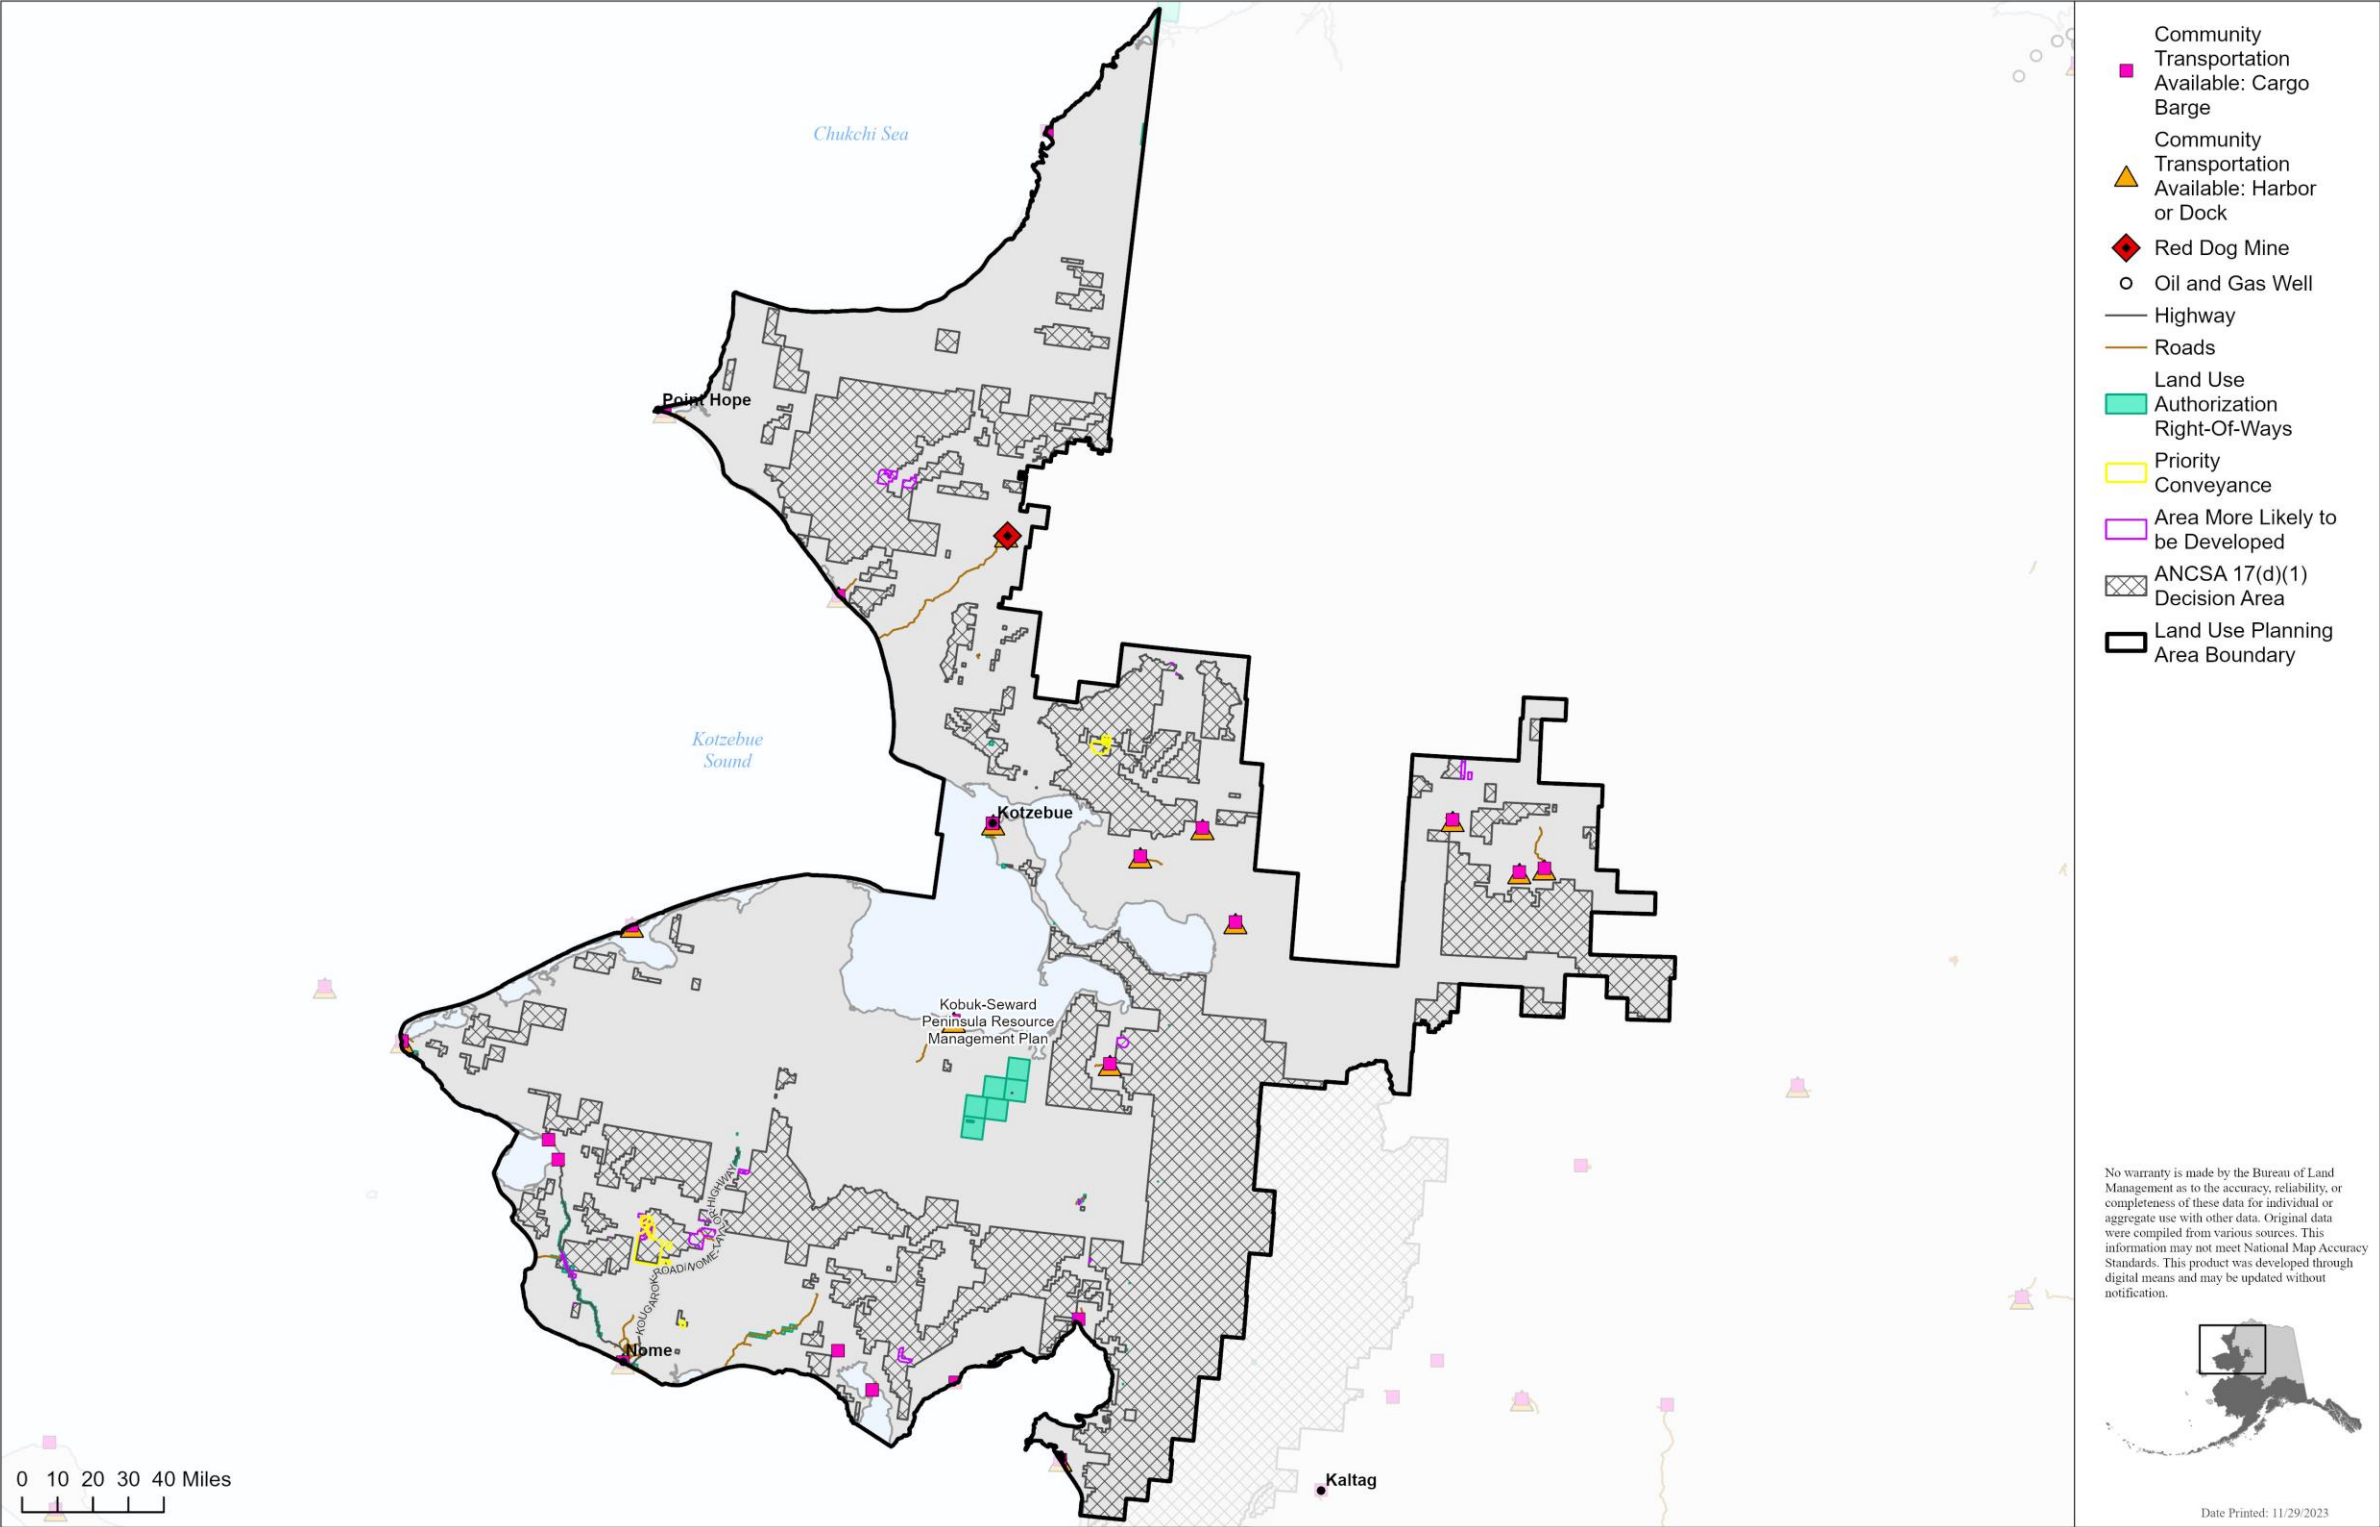 Chukchi Sea
Point Hope
Kotzebue
Sound
Kotzebue
Kobuk-Seward
Peninsula Resource
Management Plan
KOUGAROK ROAD/NOME-TAYLOR HIGHWAY
Nome
Kaltag
0 10 20 30 40 Miles
Community
Transportation
Available: Cargo
Barge
Community
Transportation
Available: Harbor
or Dock
Red Dog Mine
Oil and Gas Well
Highway
Roads
Land Use
Authorization
Right-Of-Ways
Priority
Conveyance
Area More Likely to
be Developed
ANCSA 17(d)(1)
Decision Area
Land Use Planning
Area Boundary
No warranty is made by the Bureau of Land
Management as to the accuracy, reliability, or
completeness of these data for individual or
aggregate use with other data. Original data
were compiled from various sources. This
information may not meet National Map Accuracy
Standards. This product was developed through
digital means and may be updated without
notification.
Date Printed: 11/29/2023